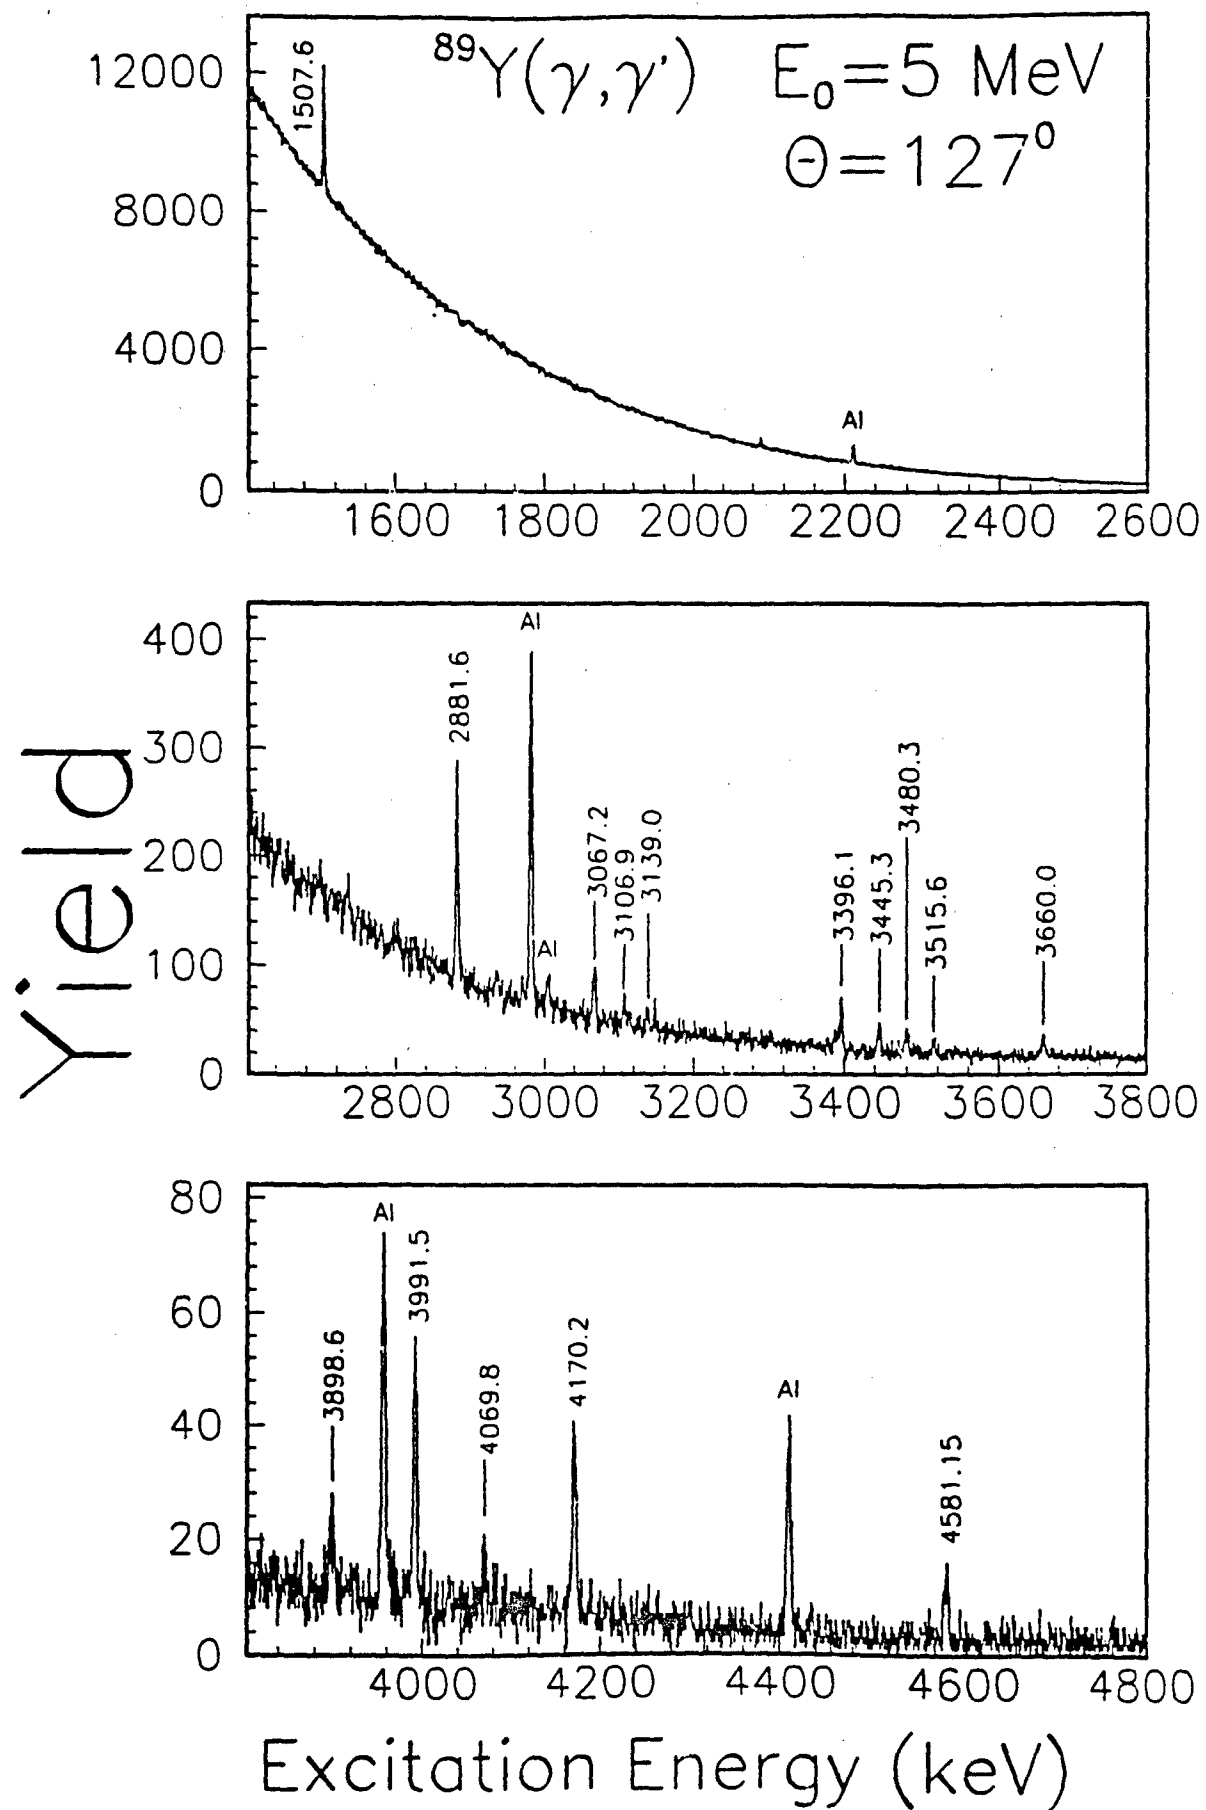 ⁸⁹Y(γ,γ') E₀=5 MeV
Θ=127⁰
1507.6
Al
12000
8000
4000
0
1600 1800 2000 2200 2400 2600
Yield
Al
2881.6
Al
3067.2
3106.9
3139.0
3396.1
3445.3
3480.3
3515.6
3660.0
400
300
200
100
0
2800 3000 3200 3400 3600 3800
3898.6
Al
3991.5
4069.8
4170.2
Al
4581.15
80
60
40
20
0
4000 4200 4400 4600 4800
Excitation Energy (keV)